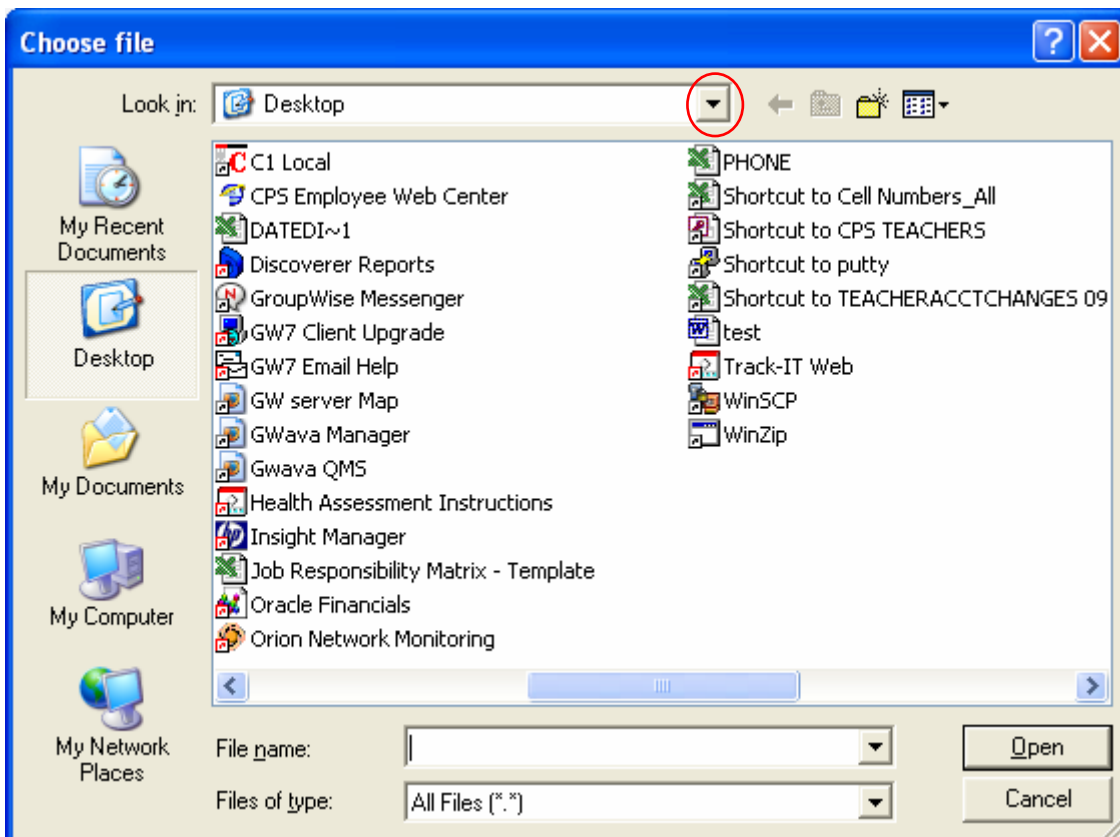 Choose file
Look in:
Desktop
My Recent
Documents
Desktop
My Documents
My Computer
My Network
Places
C1 Local
CPS Employee Web Center
DATEDI~1
Discoverer Reports
GroupWise Messenger
GW7 Client Upgrade
GW7 Email Help
GW server Map
GWava Manager
Gwava QMS
Health Assessment Instructions
Insight Manager
Job Responsibility Matrix - Template
Oracle Financials
Orion Network Monitoring
PHONE
Shortcut to Cell Numbers_All
Shortcut to CPS TEACHERS
Shortcut to putty
Shortcut to TEACHERACCTCHANGES 09
test
Track-IT Web
WinSCP
WinZip
File name:
Open
Files of type:
All Files (*.*)
Cancel